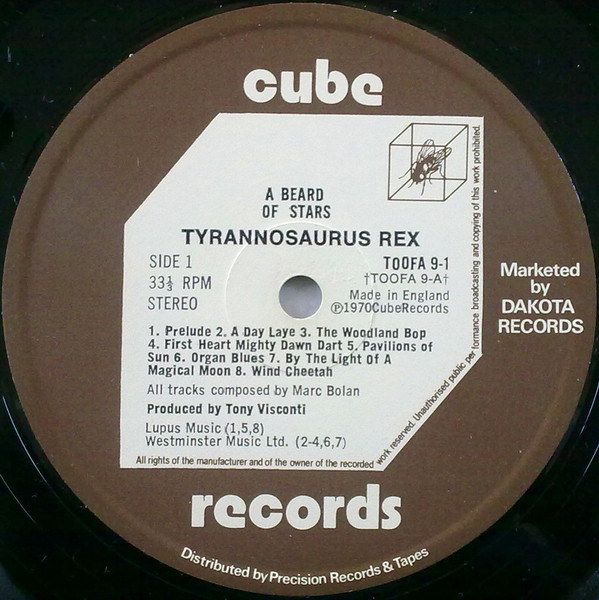 cube
A BEARD
OF STARS
TYRANNOSAURUS REX
SIDE 1
TOOFA 9-1
33⅓ RPM
†TOOFA 9-A†
STEREO
Made in England
℗1970CubeRecords
1. Prelude 2. A Day Laye 3. The Woodland Bop
4. First Heart Mighty Dawn Dart 5. Pavilions of
Sun 6. Organ Blues 7. By The Light Of A
Magical Moon 8. Wind Cheetah
All tracks composed by Marc Bolan
Produced by Tony Visconti
Lupus Music (1,5,8)
Westminster Music Ltd. (2-4,6,7)
All rights of the manufacturer and of the owner of the recorded
work reserved. Unauthorised public per
formance broadcasting and copying of this work prohibited.
Marketed
by
DAKOTA
RECORDS
records
Distributed by Precision Records & Tapes